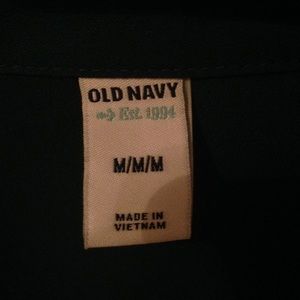 OLD NAVY
Est. 1994
M/M/M
MADE IN
VIETNAM